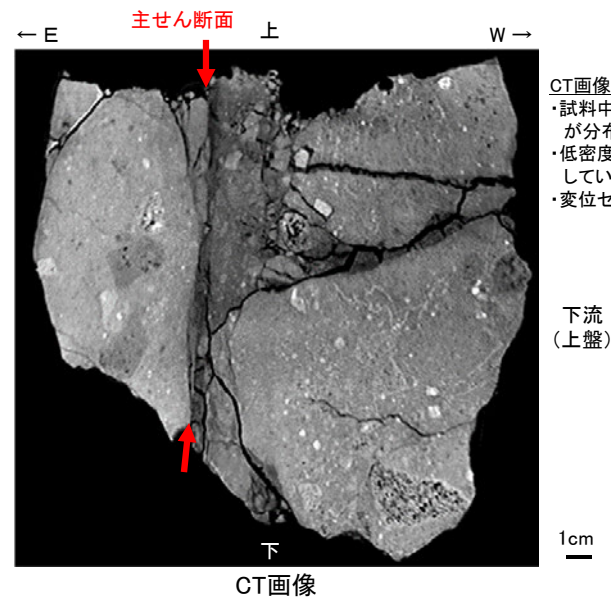 主せん断面
← E
上
W →
CT画像
・試料中
が分布
・低密度
してい
・変位セ
下流
（上盤）
1cm
下
CT画像